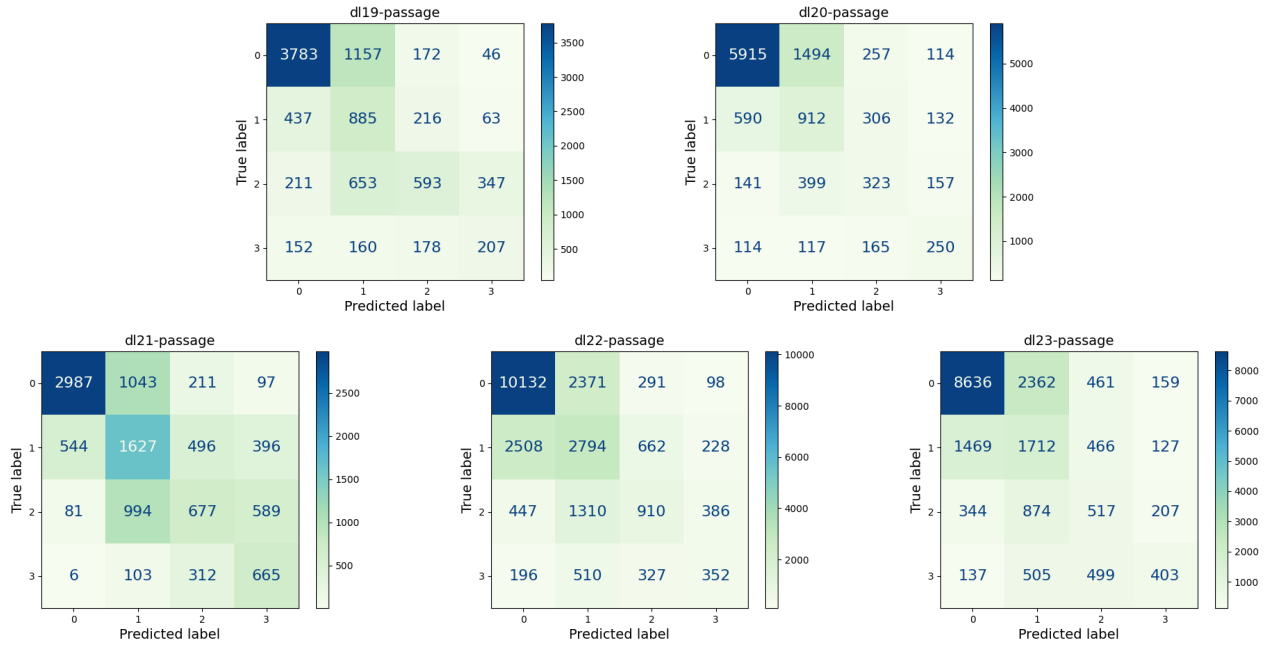 dl19-passage
0 3783 1157 172 46
1 437 885 216 63
2 211 653 593 347
3 152 160 178 207
0 1 2 3
Predicted label
True label
3500
3000
2500
2000
1500
1000
500
dl20-passage
0 5915 1494 257 114
1 590 912 306 132
2 141 399 323 157
3 114 117 165 250
0 1 2 3
Predicted label
True label
5000
4000
3000
2000
1000
dl21-passage
0 2987 1043 211 97
1 544 1627 496 396
2 81 994 677 589
3 6 103 312 665
0 1 2 3
Predicted label
True label
2500
2000
1500
1000
500
dl22-passage
0 10132 2371 291 98
1 2508 2794 662 228
2 447 1310 910 386
3 196 510 327 352
0 1 2 3
Predicted label
True label
10000
8000
6000
4000
2000
dl23-passage
0 8636 2362 461 159
1 1469 1712 466 127
2 344 874 517 207
3 137 505 499 403
0 1 2 3
Predicted label
True label
8000
7000
6000
5000
4000
3000
2000
1000